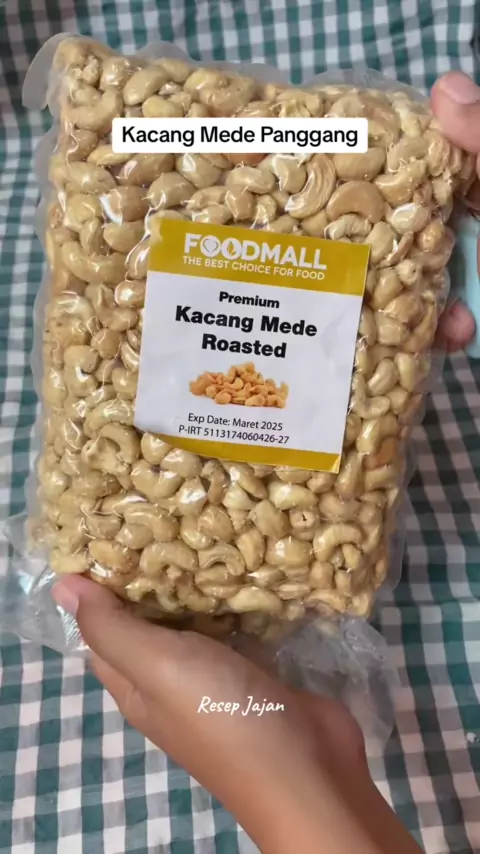 Kacang Mede Panggang
FOODMALL
THE BEST CHOICE FOR FOOD
Premium
Kacang Mede
Roasted
Exp Date: Maret 2025
P-IRT 5113174060426-27
Resep Jajan